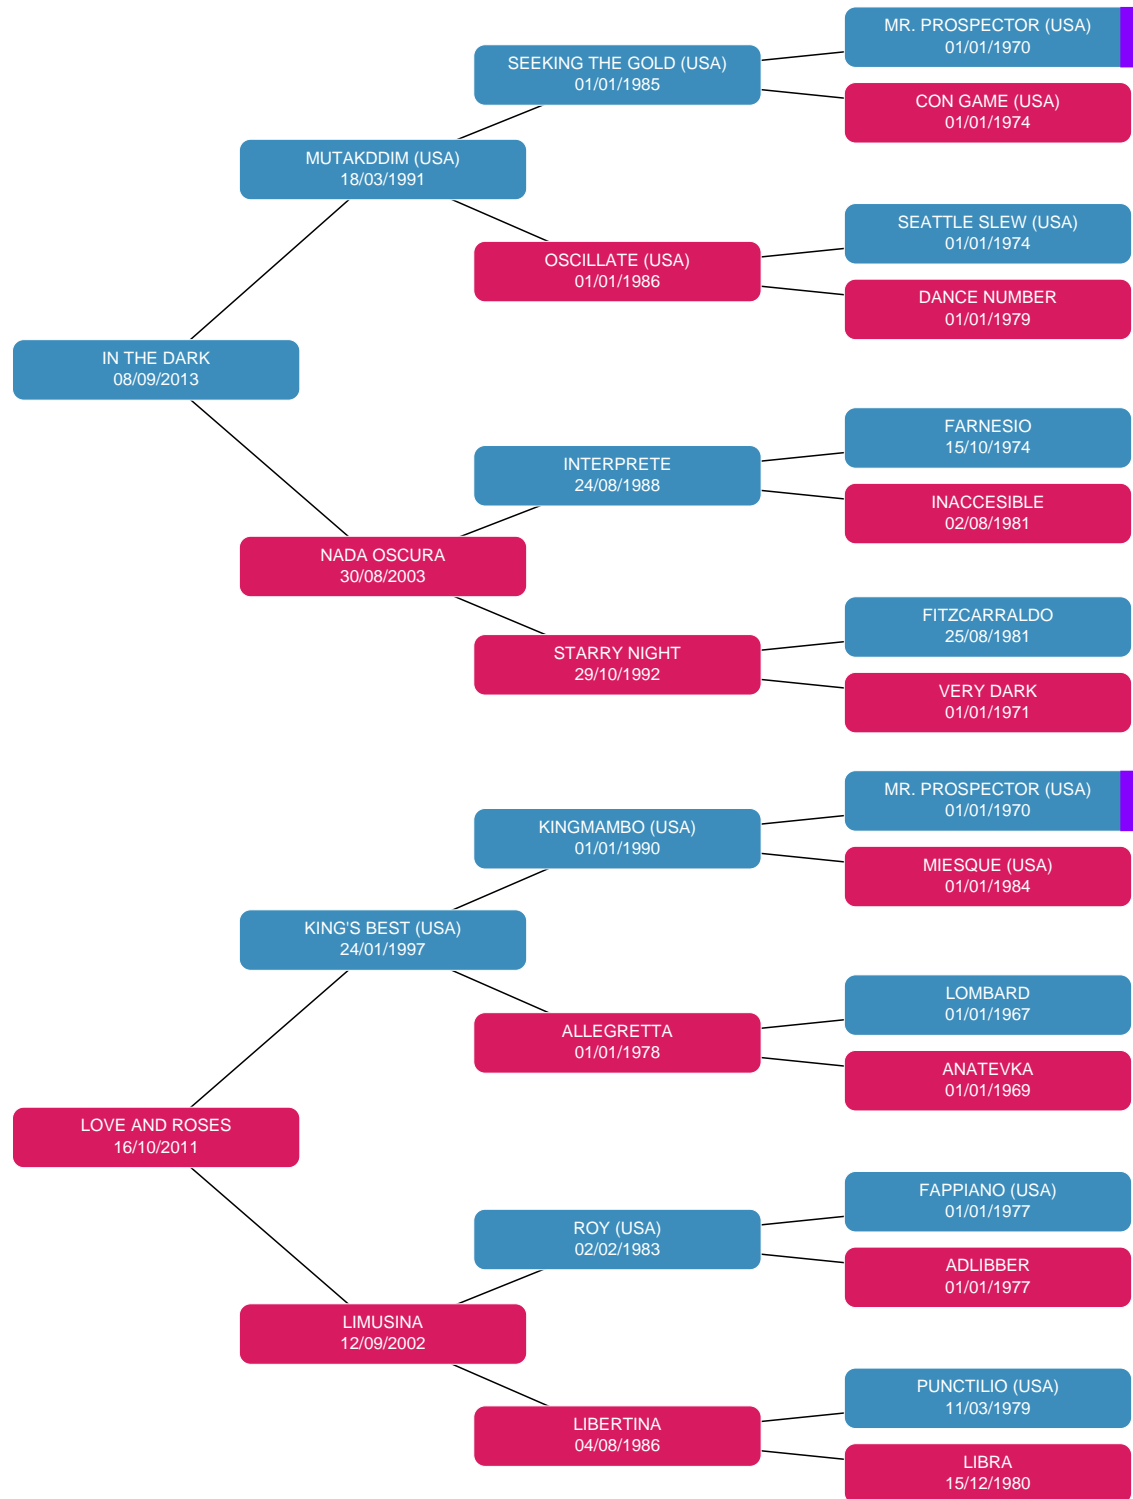 MR. PROSPECTOR (USA)
01/01/1970
SEEKING THE GOLD (USA)
01/01/1985
CON GAME (USA)
01/01/1974
MUTAKDDIM (USA)
18/03/1991
SEATTLE SLEW (USA)
01/01/1974
OSCILLATE (USA)
01/01/1986
DANCE NUMBER
01/01/1979
IN THE DARK
08/09/2013
FARNESIO
15/10/1974
INTERPRETE
24/08/1988
INACCESIBLE
02/08/1981
NADA OSCURA
30/08/2003
FITZCARRALDO
25/08/1981
STARRY NIGHT
29/10/1992
VERY DARK
01/01/1971
MR. PROSPECTOR (USA)
01/01/1970
KINGMAMBO (USA)
01/01/1990
MIESQUE (USA)
01/01/1984
KING'S BEST (USA)
24/01/1997
LOMBARD
01/01/1967
ALLEGRETTA
01/01/1978
ANATEVKA
01/01/1969
LOVE AND ROSES
16/10/2011
FAPPIANO (USA)
01/01/1977
ROY (USA)
02/02/1983
ADLIBBER
01/01/1977
LIMUSINA
12/09/2002
PUNCTILIO (USA)
11/03/1979
LIBERTINA
04/08/1986
LIBRA
15/12/1980